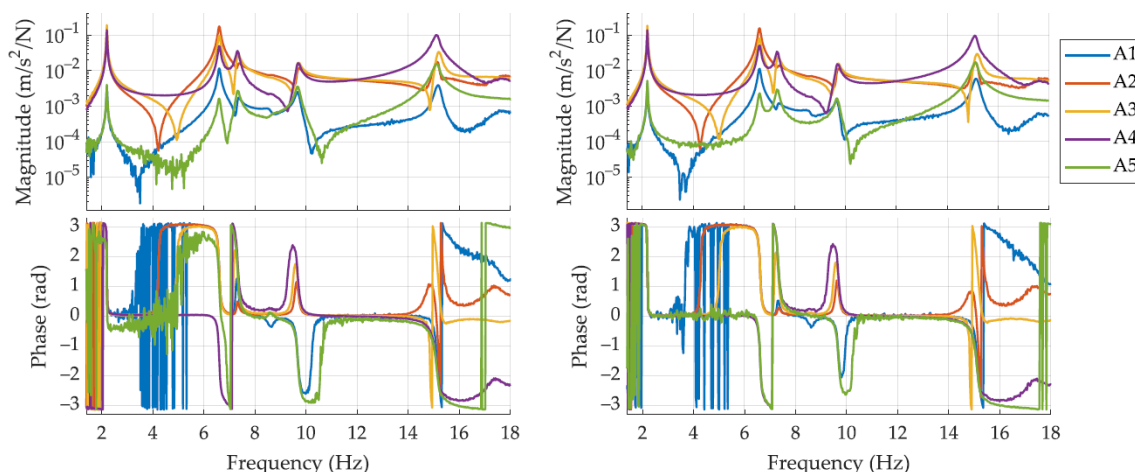 Magnitude (m/s²/N)
10⁻¹
10⁻²
10⁻³
10⁻⁴
10⁻⁵
Phase (rad)
3
2
1
0
−1
−2
−3
2 4 6 8 10 12 14 16 18
Frequency (Hz)
Magnitude (m/s²/N)
10⁻¹
10⁻²
10⁻³
10⁻⁴
10⁻⁵
Phase (rad)
3
2
1
0
−1
−2
−3
2 4 6 8 10 12 14 16 18
Frequency (Hz)
A1
A2
A3
A4
A5